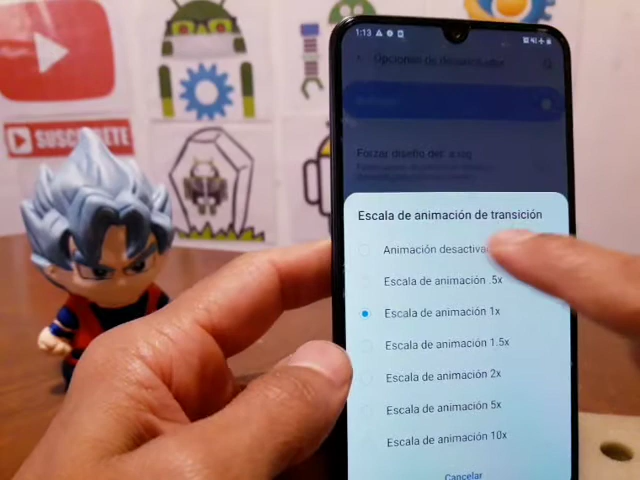 1:13
Opciones de desarrollador
SUSCRÍBETE
Forzar diseño der. a izq.
Escala de animación de transición
Animación desactiva
Escala de animación .5x
Escala de animación 1x
Escala de animación 1.5x
Escala de animación 2x
Escala de animación 5x
Escala de animación 10x
Cancelar